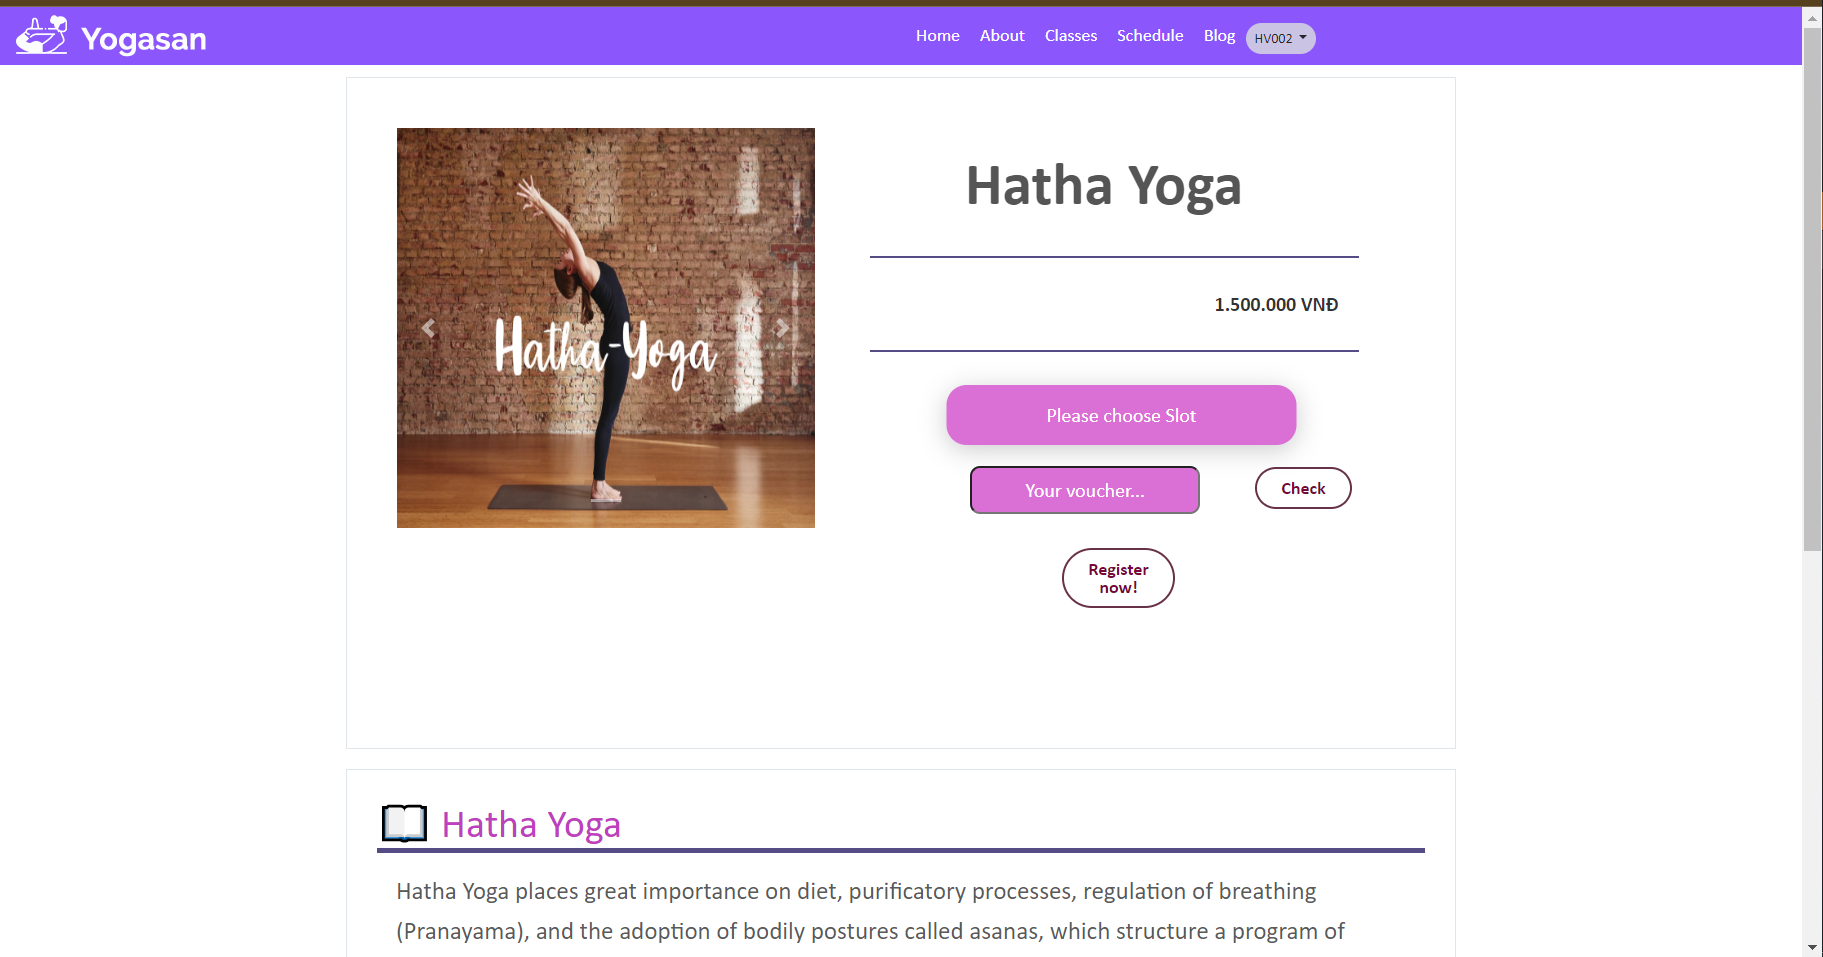 Yogasan
Home About Classes Schedule Blog HV002
Hatha-Yoga
Hatha Yoga
1.500.000 VNĐ
Please choose Slot
Your voucher...
Check
Register
now!
Hatha Yoga
Hatha Yoga places great importance on diet, purificatory processes, regulation of breathing
(Pranayama), and the adoption of bodily postures called asanas, which structure a program of